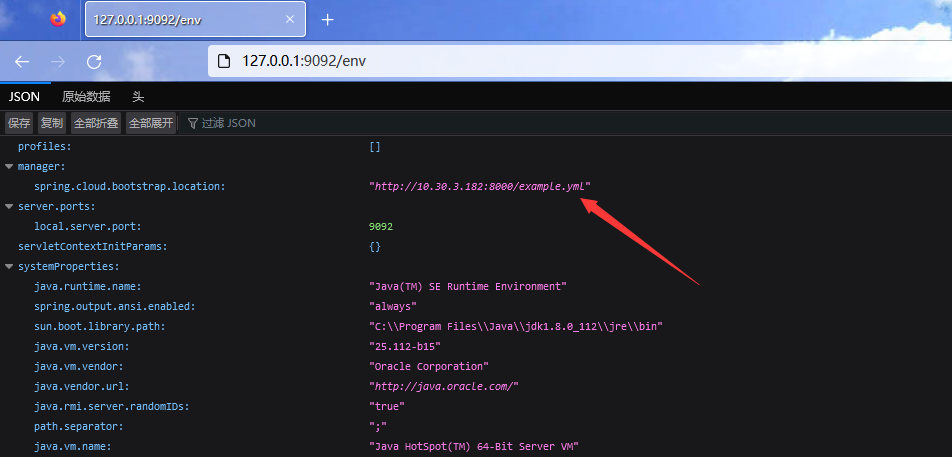 127.0.0.1:9092/env
127.0.0.1:9092/env
JSON 原始数据 头
保存 复制 全部折叠 全部展开 过滤 JSON
profiles: []
manager:
spring.cloud.bootstrap.location: "http://10.30.3.182:8000/example.yml"
server.ports:
local.server.port: 9092
servletContextInitParams: {}
systemProperties:
java.runtime.name: "Java(TM) SE Runtime Environment"
spring.output.ansi.enabled: "always"
sun.boot.library.path: "C:\\Program Files\\Java\\jdk1.8.0_112\\jre\\bin"
java.vm.version: "25.112-b15"
java.vm.vendor: "Oracle Corporation"
java.vendor.url: "http://java.oracle.com/"
java.rmi.server.randomIDs: "true"
path.separator: ";"
java.vm.name: "Java HotSpot(TM) 64-Bit Server VM"